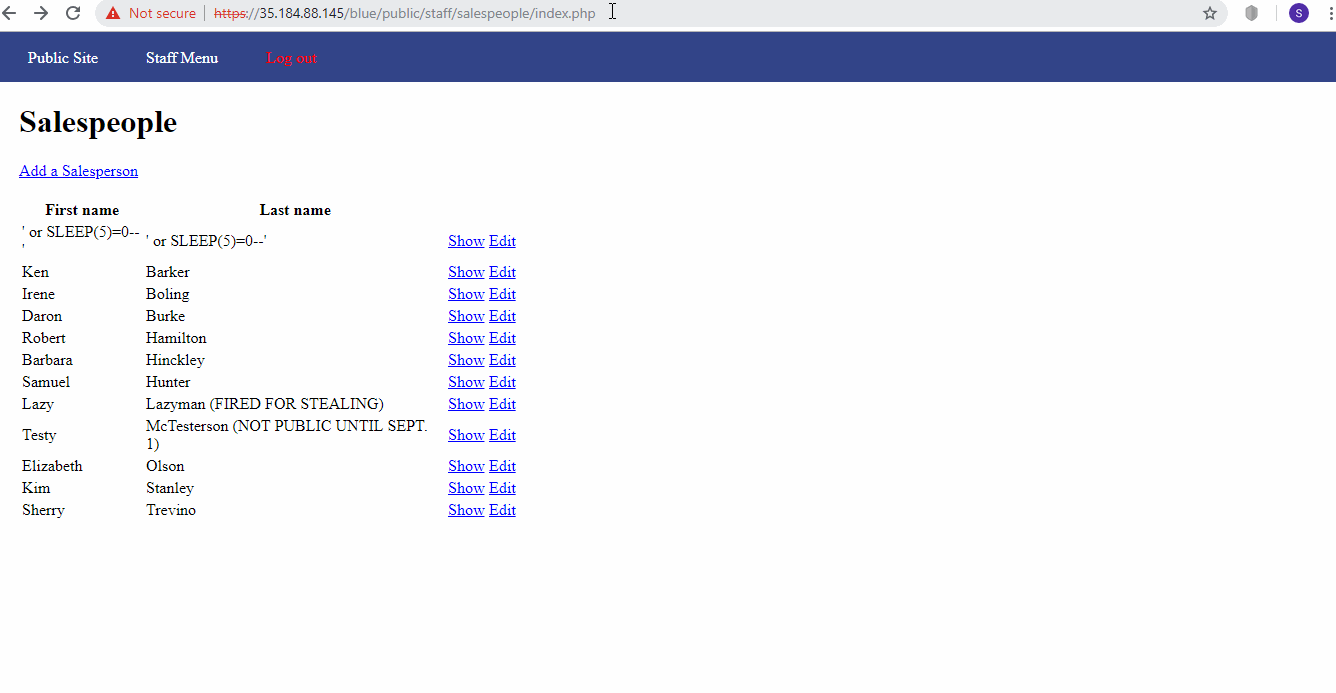 Not secure | https://35.184.88.145/blue/public/staff/salespeople/index.php S
Public Site Staff Menu Log out
Salespeople
Add a Salesperson
First name Last name
' or SLEEP(5)=0--
' ' or SLEEP(5)=0--' Show Edit
Ken Barker Show Edit
Irene Boling Show Edit
Daron Burke Show Edit
Robert Hamilton Show Edit
Barbara Hinckley Show Edit
Samuel Hunter Show Edit
Lazy Lazyman (FIRED FOR STEALING) Show Edit
Testy McTesterson (NOT PUBLIC UNTIL SEPT.
1) Show Edit
Elizabeth Olson Show Edit
Kim Stanley Show Edit
Sherry Trevino Show Edit